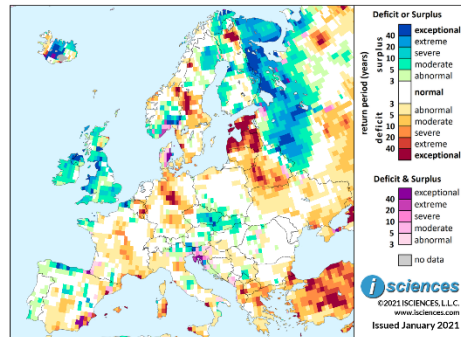 Deficit or Surplus
exceptional
40
extreme
20
severe
10
moderate
5
abnormal
3
normal
3
abnormal
5
moderate
10
severe
20
extreme
40
exceptional
return period (years)
surplus
deficit
Deficit & Surplus
exceptional
40
extreme
20
severe
10
moderate
5
abnormal
3
no data
isciences
©2021 ISCIENCES, L.L.C.
www.isciences.com
Issued January 2021